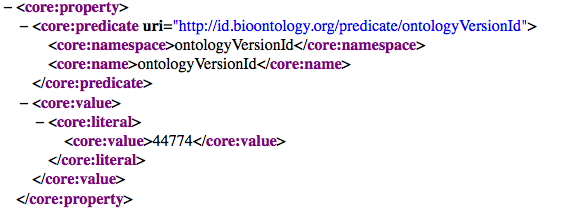 − <core:property>
− <core:predicate uri="http://id.bioontology.org/predicate/ontologyVersionId">
<core:namespace>ontologyVersionId</core:namespace>
<core:name>ontologyVersionId</core:name>
</core:predicate>
− <core:value>
− <core:literal>
<core:value>44774</core:value>
</core:literal>
</core:value>
</core:property>